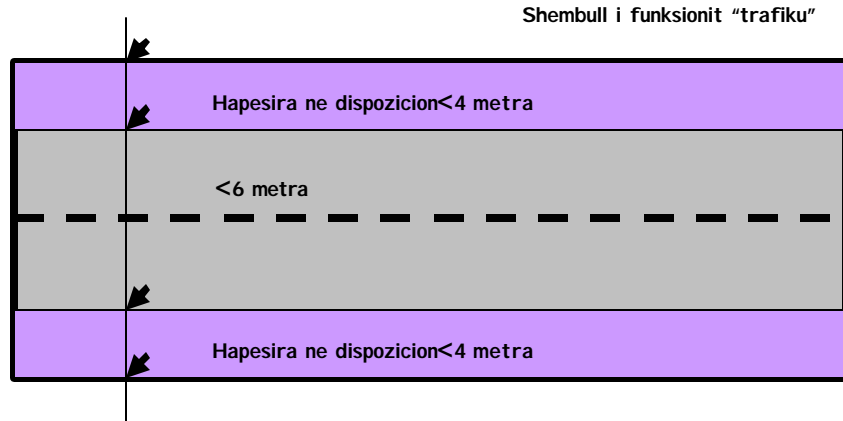 Shembull i funksionit “trafiku”
Hapesira ne dispozicion<4 metra
<6 metra
Hapesira ne dispozicion<4 metra